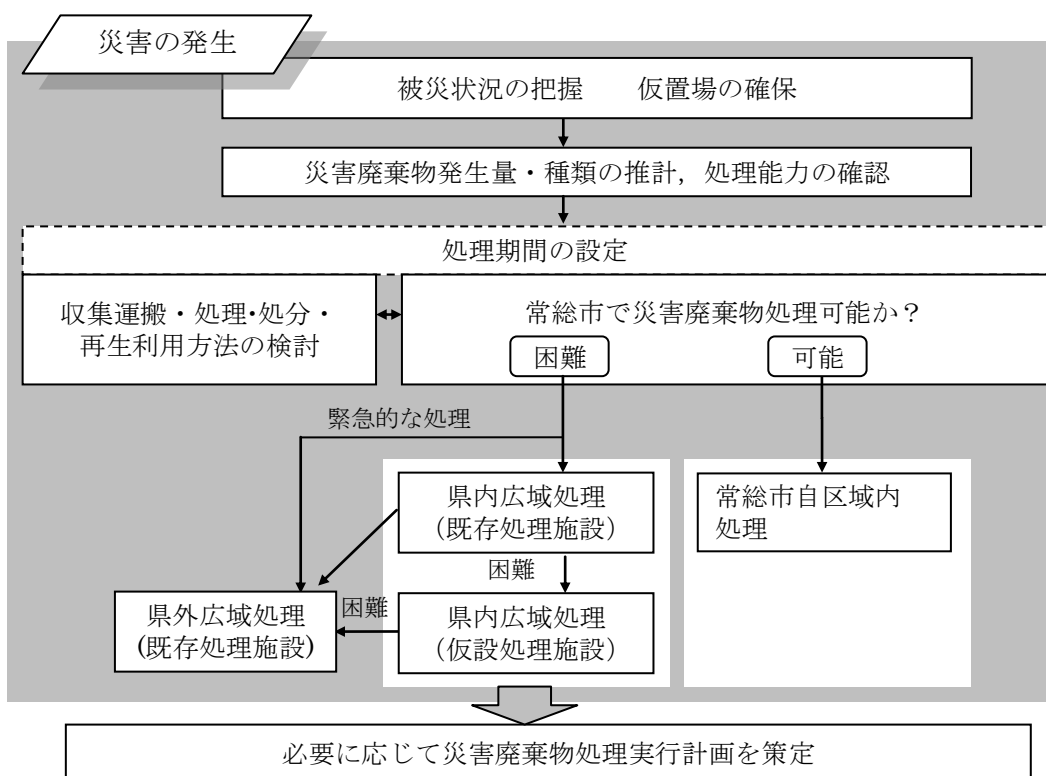 災害の発生
被災状況の把握　　仮置場の確保
災害廃棄物発生量・種類の推計，処理能力の確認
処理期間の設定
収集運搬・処理・処分・
再生利用方法の検討
常総市で災害廃棄物処理可能か？
困難
可能
緊急的な処理
県内広域処理
（既存処理施設）
常総市自区域内
処理
困難
県外広域処理
(既存処理施設)
困難
県内広域処理
（仮設処理施設）
必要に応じて災害廃棄物処理実行計画を策定